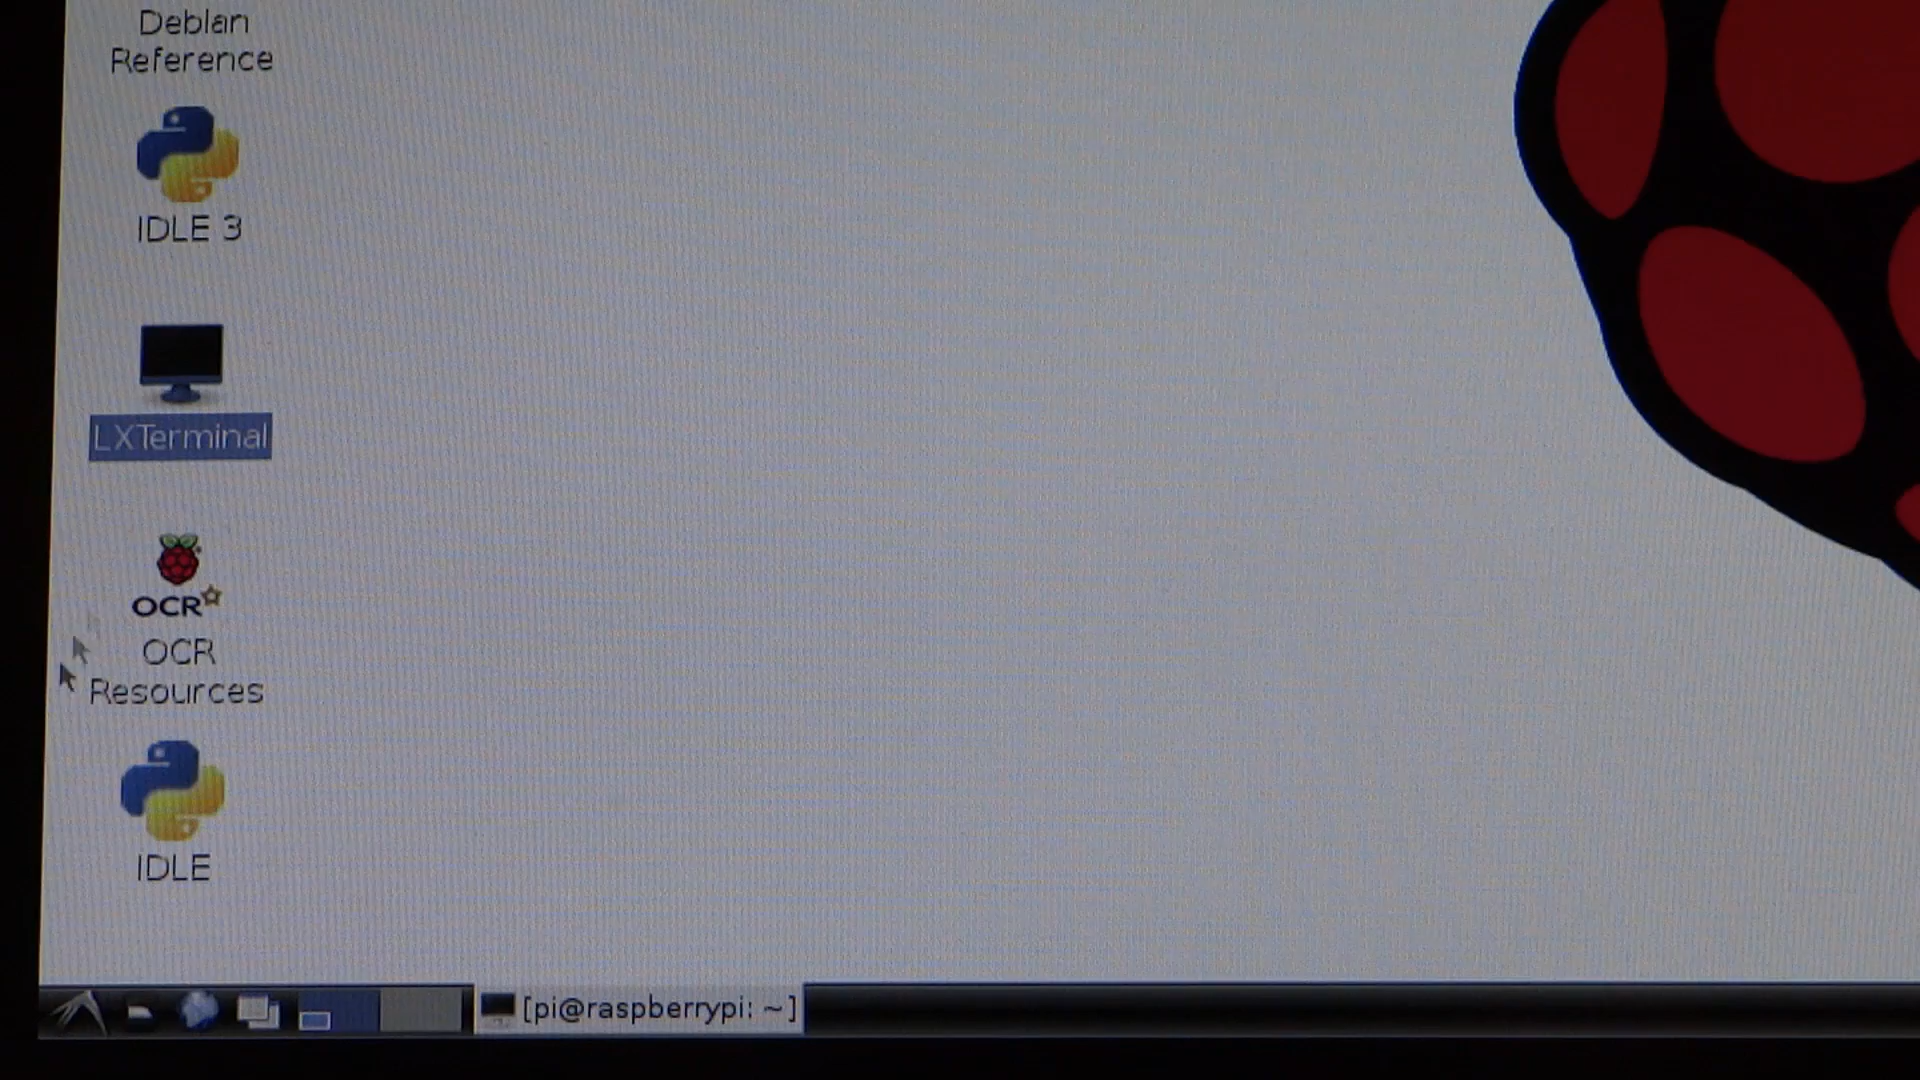 Debian
Reference
IDLE 3
LXTerminal
OCR
OCR
Resources
IDLE
[pi@raspberrypi: ~]